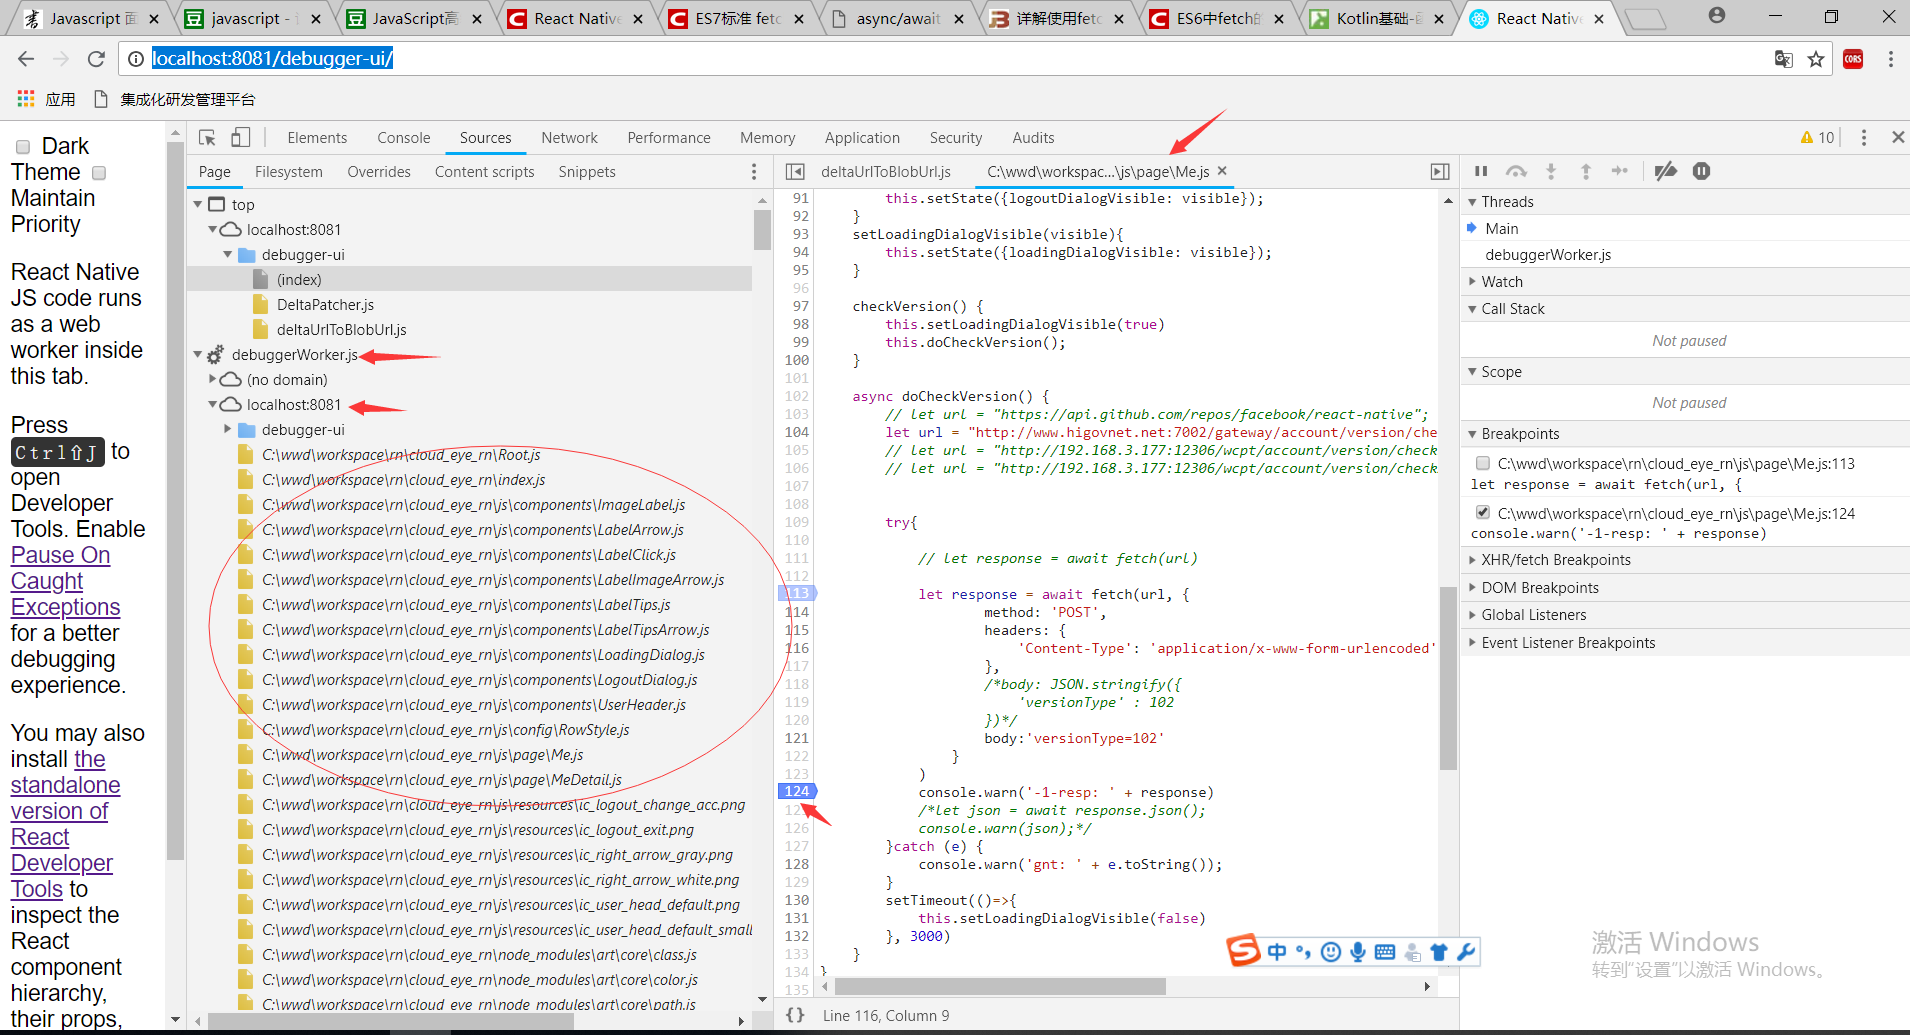 Javascript 面
javascript -
JavaScript高
React Native
ES7标准 fetc
async/await
详解使用fetc
ES6中fetch的
Kotlin基础-函
React Native
localhost:8081/debugger-ui/
CORS
应用
集成化研发管理平台
Dark
Theme
Maintain
Priority
React Native
JS code runs
as a web
worker inside
this tab.
Press
Ctrl⇧J to
open
Developer
Tools. Enable
Pause On
Caught
Exceptions
for a better
debugging
experience.
You may also
install the
standalone
version of
React
Developer
Tools to
inspect the
React
component
hierarchy,
their props,
Elements Console Sources Network Performance Memory Application Security Audits
10
Page Filesystem Overrides Content scripts Snippets
top
localhost:8081
debugger-ui
(index)
DeltaPatcher.js
deltaUrlToBlobUrl.js
debuggerWorker.js
(no domain)
localhost:8081
debugger-ui
C:\wwd\workspace\rn\cloud_eye_rn\Root.js
C:\wwd\workspace\rn\cloud_eye_rn\index.js
C:\wwd\workspace\rn\cloud_eye_rn\js\components\ImageLabel.js
C:\wwd\workspace\rn\cloud_eye_rn\js\components\LabelArrow.js
C:\wwd\workspace\rn\cloud_eye_rn\js\components\LabelClick.js
C:\wwd\workspace\rn\cloud_eye_rn\js\components\LabelImageArrow.js
C:\wwd\workspace\rn\cloud_eye_rn\js\components\LabelTips.js
C:\wwd\workspace\rn\cloud_eye_rn\js\components\LabelTipsArrow.js
C:\wwd\workspace\rn\cloud_eye_rn\js\components\LoadingDialog.js
C:\wwd\workspace\rn\cloud_eye_rn\js\components\LogoutDialog.js
C:\wwd\workspace\rn\cloud_eye_rn\js\components\UserHeader.js
C:\wwd\workspace\rn\cloud_eye_rn\js\config\RowStyle.js
C:\wwd\workspace\rn\cloud_eye_rn\js\page\Me.js
C:\wwd\workspace\rn\cloud_eye_rn\js\page\MeDetail.js
C:\wwd\workspace\rn\cloud_eye_rn\js\resources\ic_logout_change_acc.png
C:\wwd\workspace\rn\cloud_eye_rn\js\resources\ic_logout_exit.png
C:\wwd\workspace\rn\cloud_eye_rn\js\resources\ic_right_arrow_gray.png
C:\wwd\workspace\rn\cloud_eye_rn\js\resources\ic_right_arrow_white.png
C:\wwd\workspace\rn\cloud_eye_rn\js\resources\ic_user_head_default.png
C:\wwd\workspace\rn\cloud_eye_rn\js\resources\ic_user_head_default_small
C:\wwd\workspace\rn\cloud_eye_rn\node_modules\art\core\class.js
C:\wwd\workspace\rn\cloud_eye_rn\node_modules\art\core\color.js
C:\wwd\workspace\rn\cloud_eye_rn\node_modules\art\core\path.js
deltaUrlToBlobUrl.js C:\wwd\workspac...\js\page\Me.js
91 this.setState({logoutDialogVisible: visible});
92 }
93 setLoadingDialogVisible(visible){
94 this.setState({loadingDialogVisible: visible});
95 }
96
97 checkVersion() {
98 this.setLoadingDialogVisible(true)
99 this.doCheckVersion();
100 }
101
102 async doCheckVersion() {
103 // let url = "https://api.github.com/repos/facebook/react-native";
104 let url = "http://www.higovnet.net:7002/gateway/account/version/che
105 // let url = "http://192.168.3.177:12306/wcpt/account/version/check
106 // let url = "http://192.168.3.177:12306/wcpt/account/version/check
107
108
109 try{
110
111 // let response = await fetch(url)
112
113 let response = await fetch(url, {
114 method: 'POST',
115 headers: {
116 'Content-Type': 'application/x-www-form-urlencoded'
117 },
118 /*body: JSON.stringify({
119 'versionType' : 102
120 })*/
121 body:'versionType=102'
122 }
123 )
124 console.warn('-1-resp: ' + response)
125 /*let json = await response.json();
126 console.warn(json);*/
127 }catch (e) {
128 console.warn('gnt: ' + e.toString());
129 }
130 setTimeout(()=>{
131 this.setLoadingDialogVisible(false)
132 }, 3000)
133 }
134 }
135
{} Line 116, Column 9
Threads
Main
debuggerWorker.js
Watch
Call Stack
Not paused
Scope
Not paused
Breakpoints
C:\wwd\workspace\rn\cloud_eye_rn\js\page\Me.js:113
let response = await fetch(url, {
C:\wwd\workspace\rn\cloud_eye_rn\js\page\Me.js:124
console.warn('-1-resp: ' + response)
XHR/fetch Breakpoints
DOM Breakpoints
Global Listeners
Event Listener Breakpoints
中
激活 Windows
转到“设置”以激活 Windows。